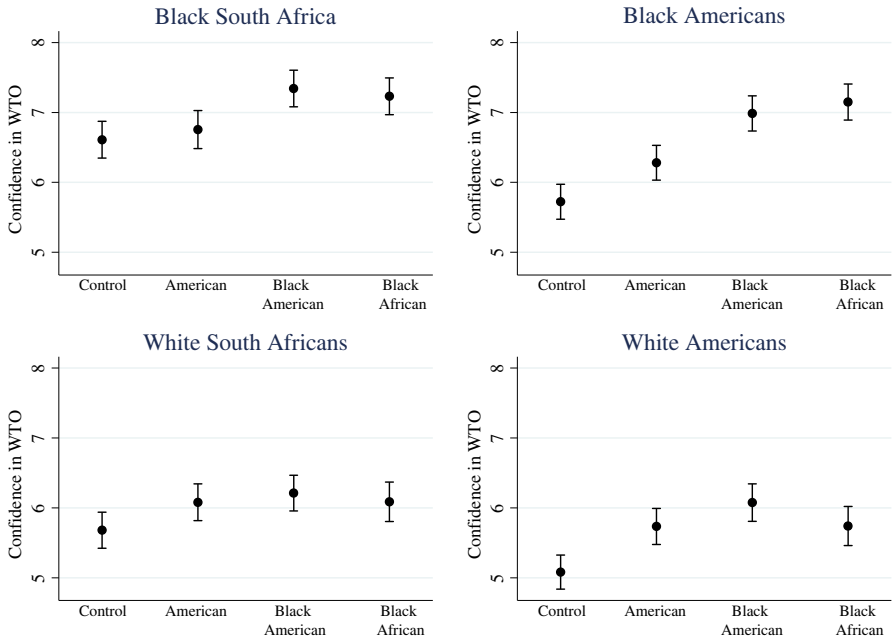 Black South Africa
Confidence in WTO
8
7
6
5
Control
American
Black
American
Black
African
Black Americans
Confidence in WTO
8
7
6
5
Control
American
Black
American
Black
African
White South Africans
Confidence in WTO
8
7
6
5
Control
American
Black
American
Black
African
White Americans
Confidence in WTO
8
7
6
5
Control
American
Black
American
Black
African